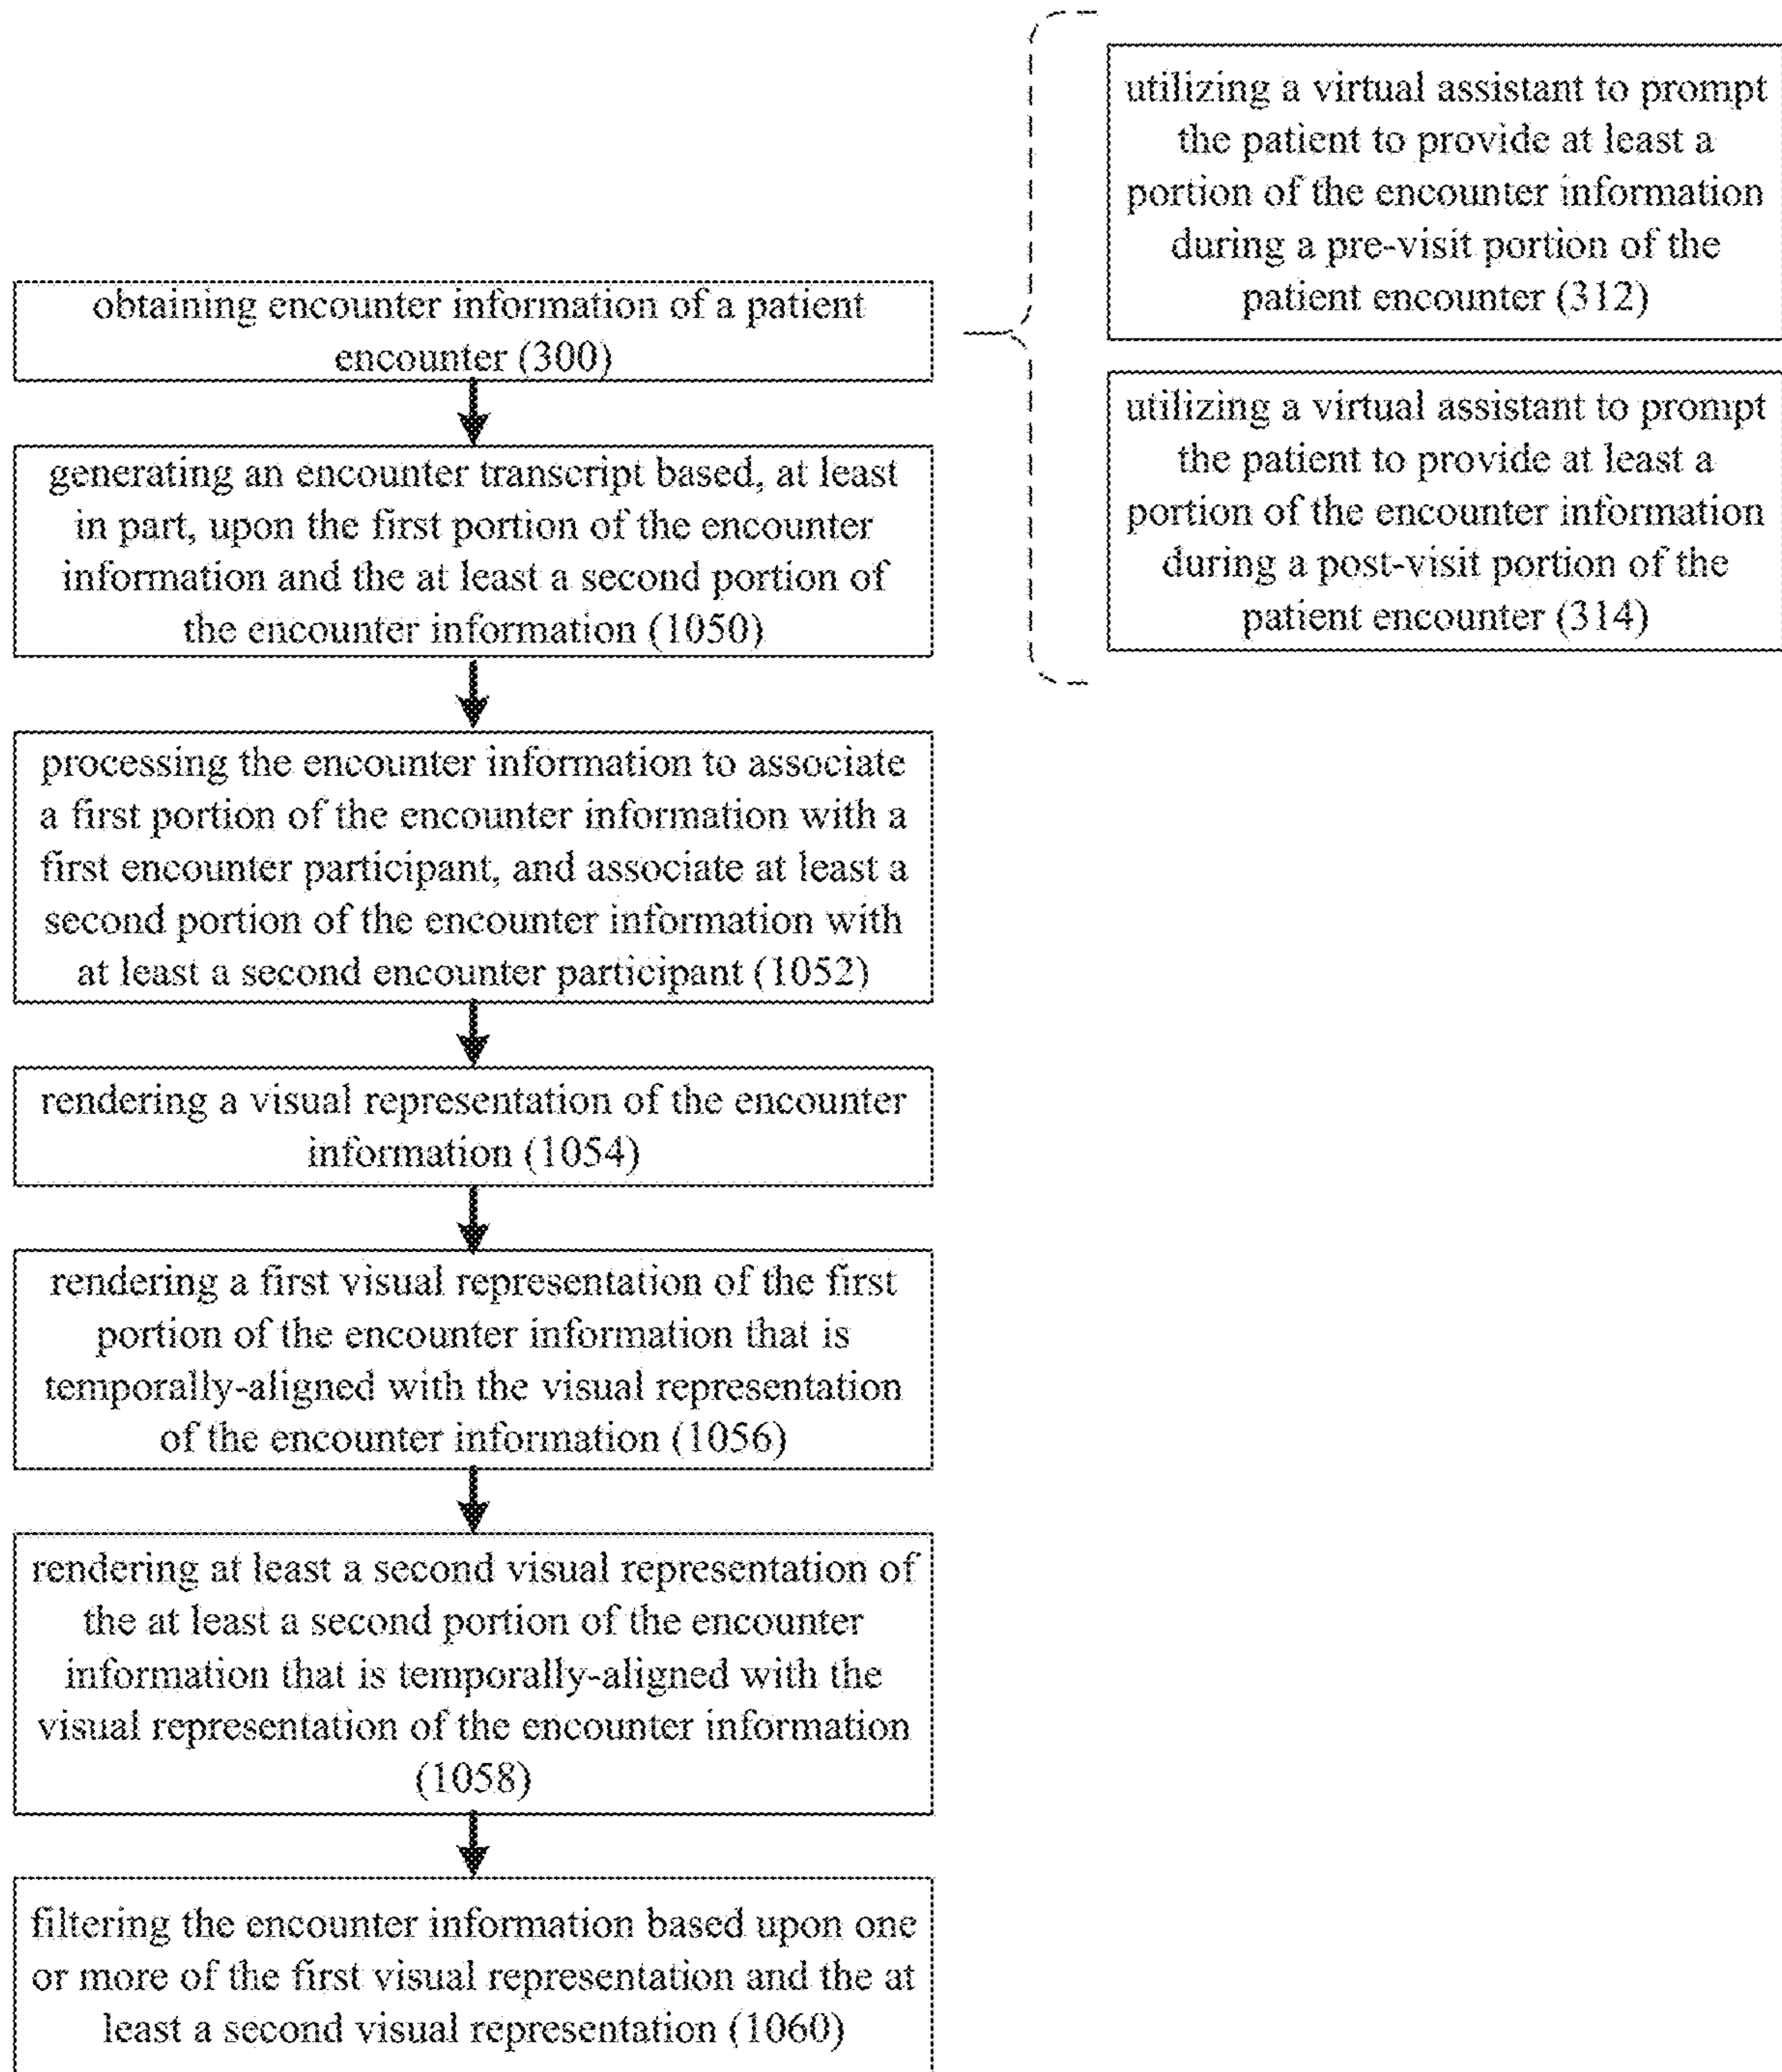 obtaining encounter information of a patient
encounter (300)
generating an encounter transcript based, at least
in part, upon the first portion of the encounter
information and the at least a second portion of
the encounter information (1050)
processing the encounter information to associate
a first portion of the encounter information with a
first encounter participant, and associate at least a
second portion of the encounter information with
at least a second encounter participant (1052)
rendering a visual representation of the encounter
information (1054)
rendering a first visual representation of the first
portion of the encounter information that is
temporally-aligned with the visual representation
of the encounter information (1056)
rendering at least a second visual representation of
the at least a second portion of the encounter
information that is temporally-aligned with the
visual representation of the encounter information
(1058)
filtering the encounter information based upon one
or more of the first visual representation and the at
least a second visual representation (1060)
utilizing a virtual assistant to prompt
the patient to provide at least a
portion of the encounter information
during a pre-visit portion of the
patient encounter (312)
utilizing a virtual assistant to prompt
the patient to provide at least a
portion of the encounter information
during a post-visit portion of the
patient encounter (314)